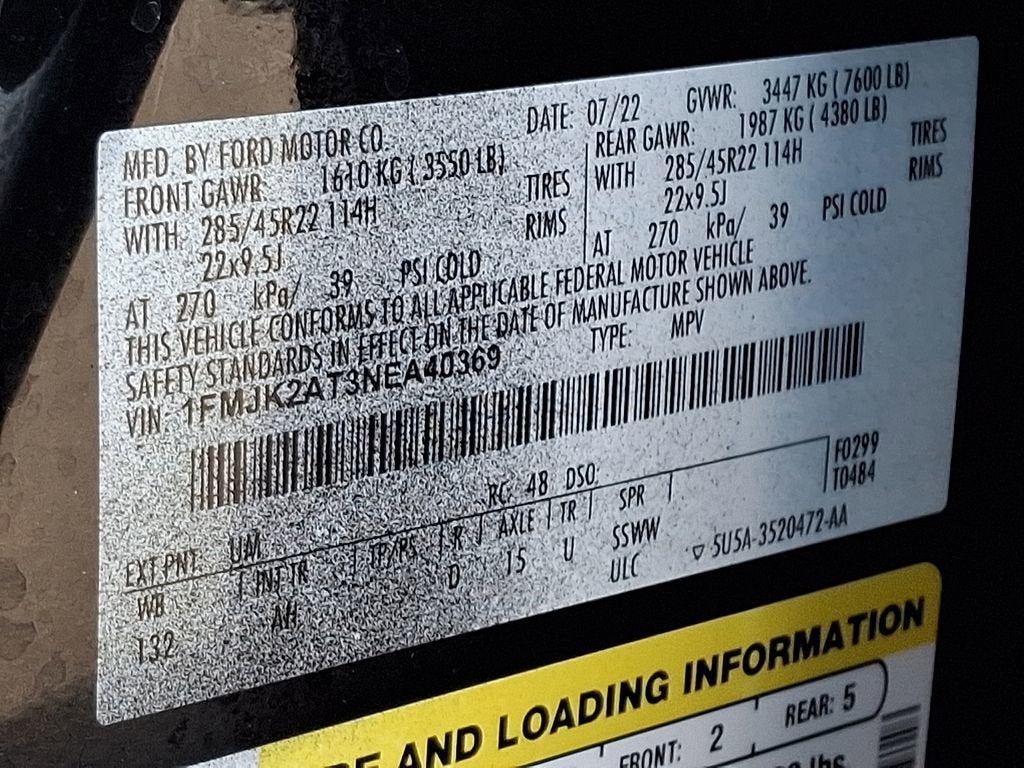 MFD. BY FORD MOTOR CO.
DATE: 07/22 GVWR: 3447 KG (7600 LB)
FRONT GAWR: 1610 KG (3550 LB)
REAR GAWR: 1987 KG (4380 LB)
WITH 285/45R22 114H TIRES
WITH 285/45R22 114H TIRES
22x9.5J RIMS
22x9.5J RIMS
AT 270 kPa/ 39 PSI COLD
AT 270 kPa/ 39 PSI COLD
THIS VEHICLE CONFORMS TO ALL APPLICABLE FEDERAL MOTOR VEHICLE
SAFETY STANDARDS IN EFFECT ON THE DATE OF MANUFACTURE SHOWN ABOVE.
VIN: 1FMJK2AT3NEA40369
TYPE: MPV
F0299
T0484
EXT PNT: UM RC: 48 DSO:
WB INT TR TP/PS R AXLE TR SPR
132 AH D 15 U SSWW
ULC
▽ 5U5A-3520472-AA
AND LOADING INFORMATION
FRONT: 2 REAR: 5
lbs